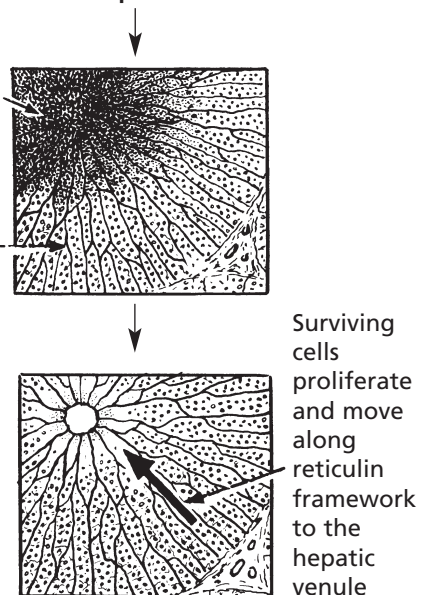 Surviving
cells
proliferate
and move
along
reticulin
framework
to the
hepatic
venule